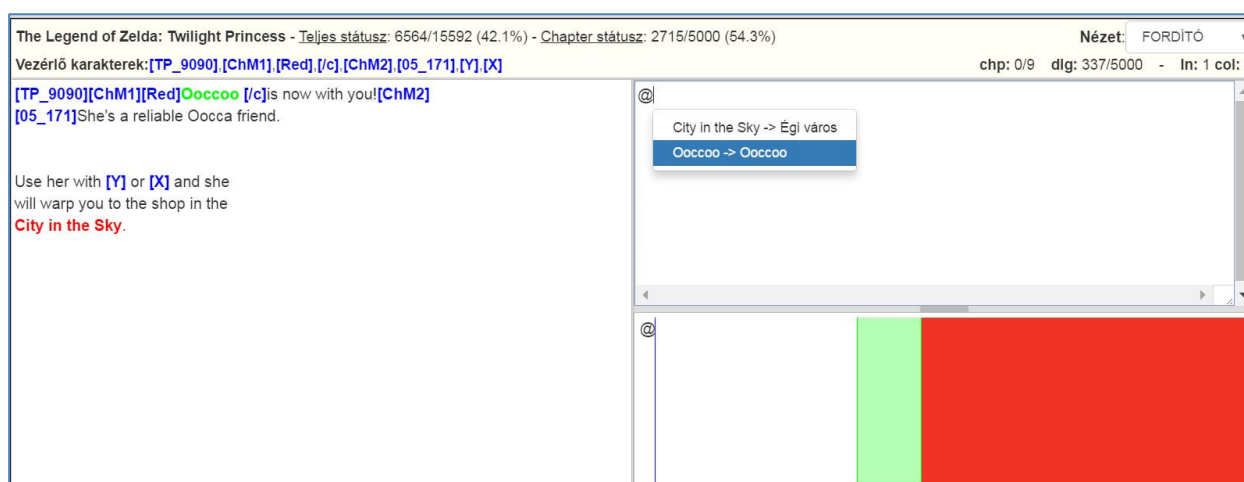 The Legend of Zelda: Twilight Princess - Teljes státusz: 6564/15592 (42.1%) - Chapter státusz: 2715/5000 (54.3%) Nézet: FORDÍTÓ
Vezérlő karakterek:[TP_9090],[ChM1],[Red],[/c],[ChM2],[05_171],[Y],[X] chp: 0/9 dlg: 337/5000 - ln: 1 col:
[TP_9090][ChM1][Red]Ooccoo [/c]is now with you![ChM2]
[05_171]She's a reliable Oocca friend.
Use her with [Y] or [X] and she
will warp you to the shop in the
City in the Sky.
@
City in the Sky -> Égi város
Ooccoo -> Ooccoo
@